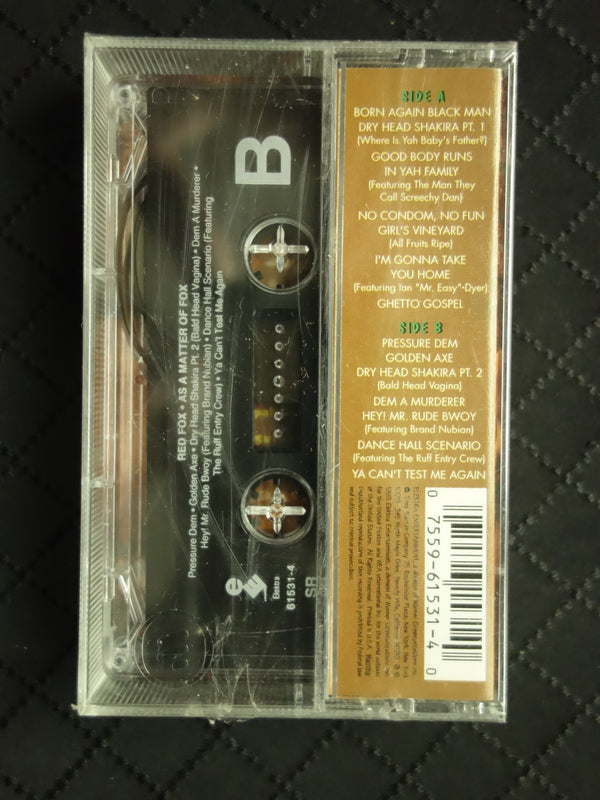 SIDE A
BORN AGAIN BLACK MAN
DRY HEAD SHAKIRA PT. 1
(Where Is Yah Baby's Father?)
GOOD BODY RUNS
IN YAH FAMILY
(Featuring The Man They
Call Screechy Dan)
NO CONDOM, NO FUN
GIRL'S VINEYARD
(All Fruits Ripe)
I'M GONNA TAKE
YOU HOME
(Featuring Ian "Mr. Easy"-Dyer)
GHETTO GOSPEL
SIDE B
PRESSURE DEM
GOLDEN AXE
DRY HEAD SHAKIRA PT. 2
(Bald Head Vagina)
DEM A MURDERER
HEY! MR. RUDE BWOY
(Featuring Brand Nubian)
DANCE HALL SCENARIO
(Featuring The Ruff Entry Crew)
YA CAN'T TEST ME AGAIN
0 7559-61531-4 0
B
RED FOX • AS A MATTER OF FOX
Pressure Dem • Golden Axe • Dry Head Shakira Pt. 2 (Bald Head Vagina) • Dem A Murderer •
Hey! Mr. Rude Bwoy (Featuring Brand Nubian) • Dance Hall Scenario (Featuring
The Ruff Entry Crew) • Ya Can't Test Me Again
e
Elektra
61531-4
SR